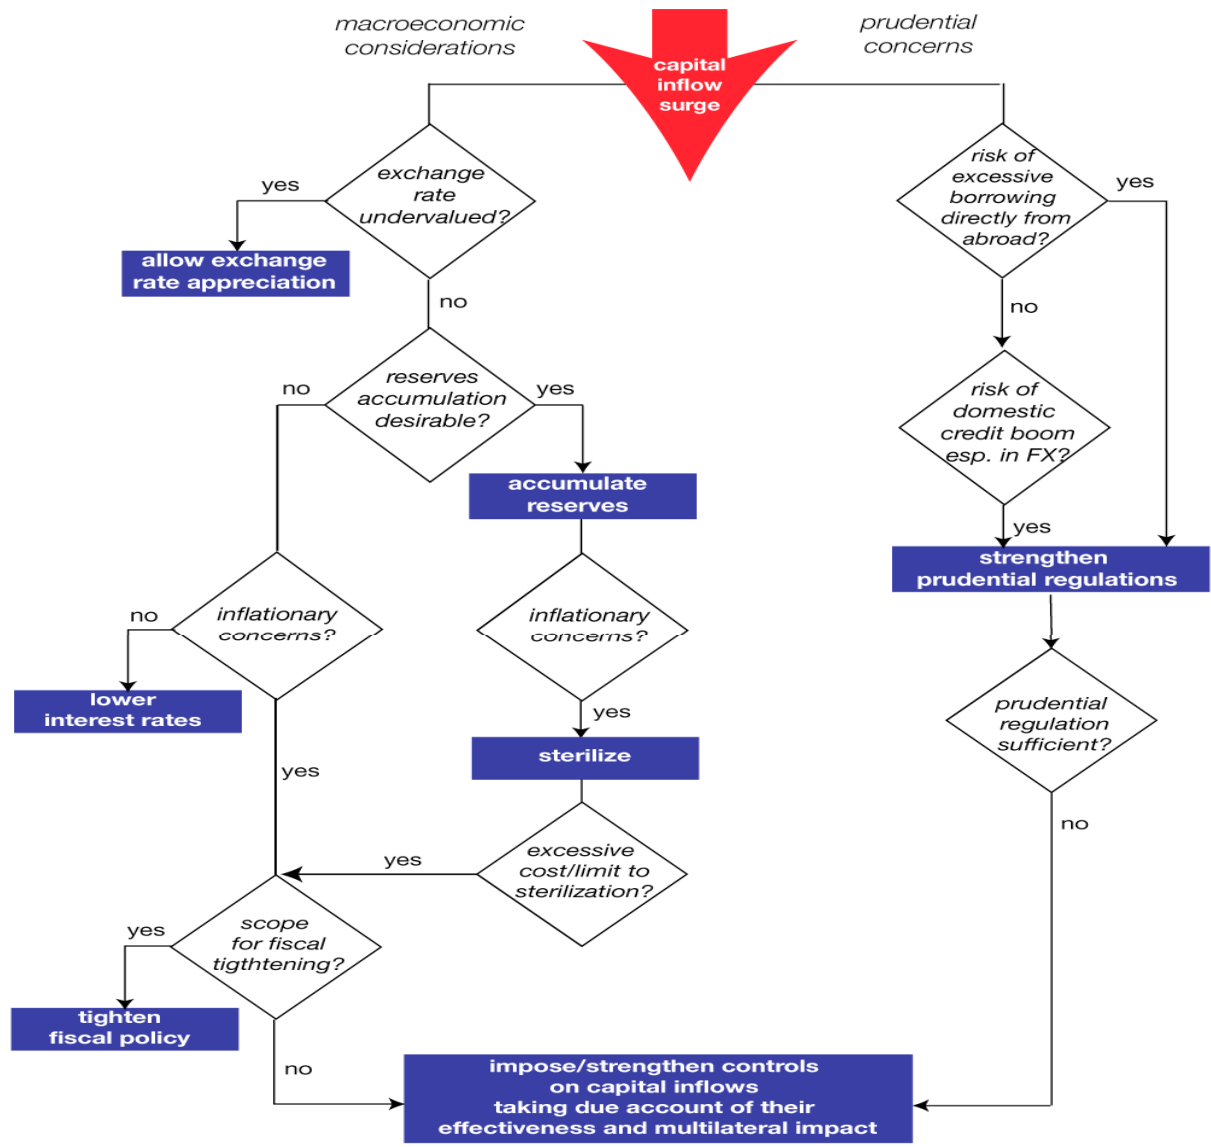 macroeconomic
considerations
prudential
concerns
capital
inflow
surge
exchange
rate
undervalued?
yes
allow exchange
rate appreciation
no
reserves
accumulation
desirable?
no
yes
accumulate
reserves
inflationary
concerns?
no
lower
interest rates
yes
inflationary
concerns?
yes
sterilize
excessive
cost/limit to
sterilization?
yes
scope
for fiscal
tigthtening?
yes
tighten
fiscal policy
no
risk of
excessive
borrowing
directly from
abroad?
yes
no
risk of
domestic
credit boom
esp. in FX?
yes
strengthen
prudential regulations
prudential
regulation
sufficient?
no
impose/strengthen controls
on capital inflows
taking due account of their
effectiveness and multilateral impact